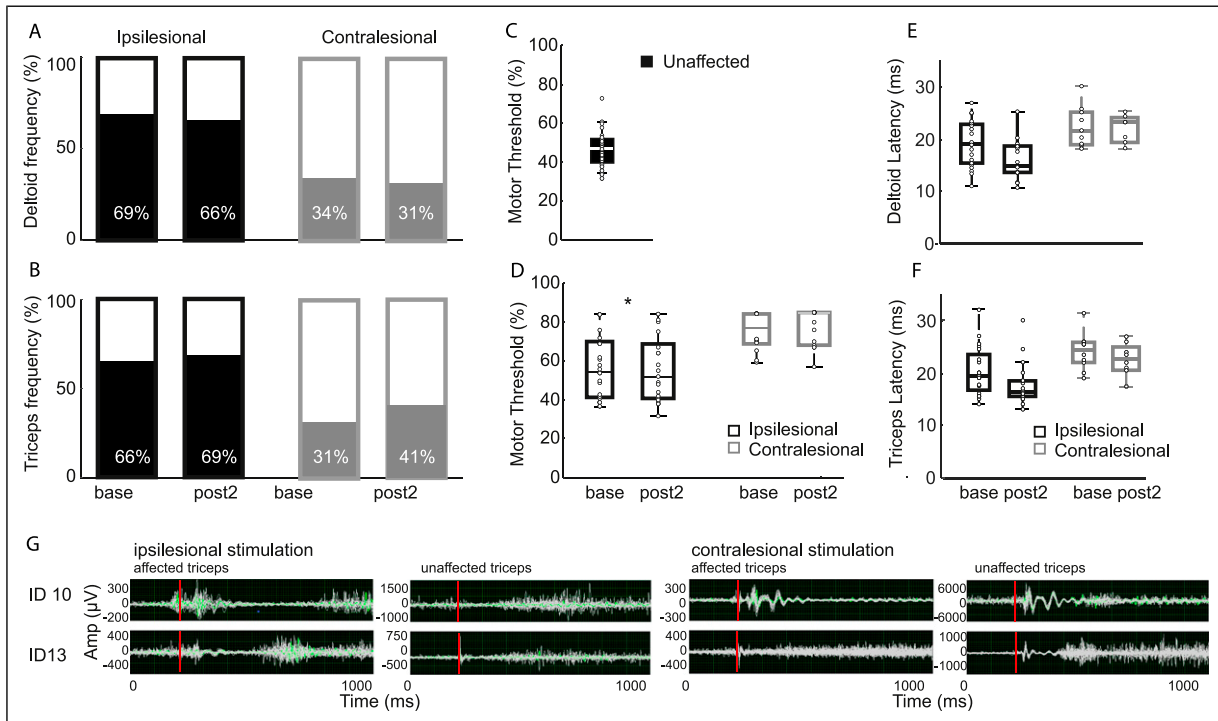 A
Ipsilesional
Contralesional
Deltoid frequency (%)
100
50
0
69%
66%
34%
31%
B
Triceps frequency (%)
100
50
0
66%
69%
31%
41%
base
post2
base
post2
C
Motor Threshold (%)
100
80
60
40
20
0
Unaffected
D
Motor Threshold (%)
100
80
60
40
20
0
*
Ipsilesional
Contralesional
base
post2
base
post2
E
Deltoid Latency (ms)
30
20
10
0
F
Triceps Latency (ms)
30
20
10
0
Ipsilesional
Contralesional
base post2
base post2
G
ipsilesional stimulation
contralesional stimulation
affected triceps
unaffected triceps
affected triceps
unaffected triceps
ID 10
ID13
Amp (µV)
300
0
-200
1500
0
-1000
300
0
-300
6000
0
-6000
400
0
-400
750
0
-500
400
0
-400
1000
0
-1000
0
1000
0
1000
0
1000
0
1000
Time (ms)
Time (ms)